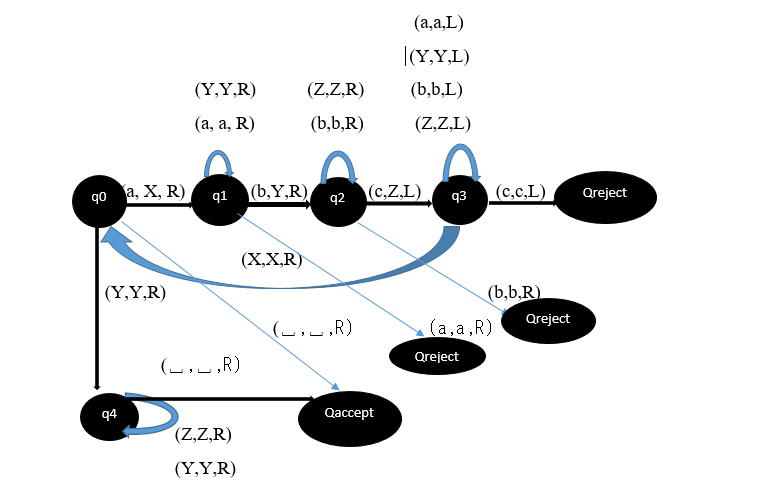 (a,a,L)
|(Y,Y,L)
(Y,Y,R) (Z,Z,R) (b,b,L)
(a, a, R) (b,b,R) (Z,Z,L)
q0 (a, X, R) q1 (b,Y,R) q2 (c,Z,L) q3 (c,c,L) Qreject
(X,X,R)
(Y,Y,R) (b,b,R)
(⎵,⎵,R) (a,a,R) Qreject
(⎵,⎵,R) Qreject
q4 Qaccept
(Z,Z,R)
(Y,Y,R)